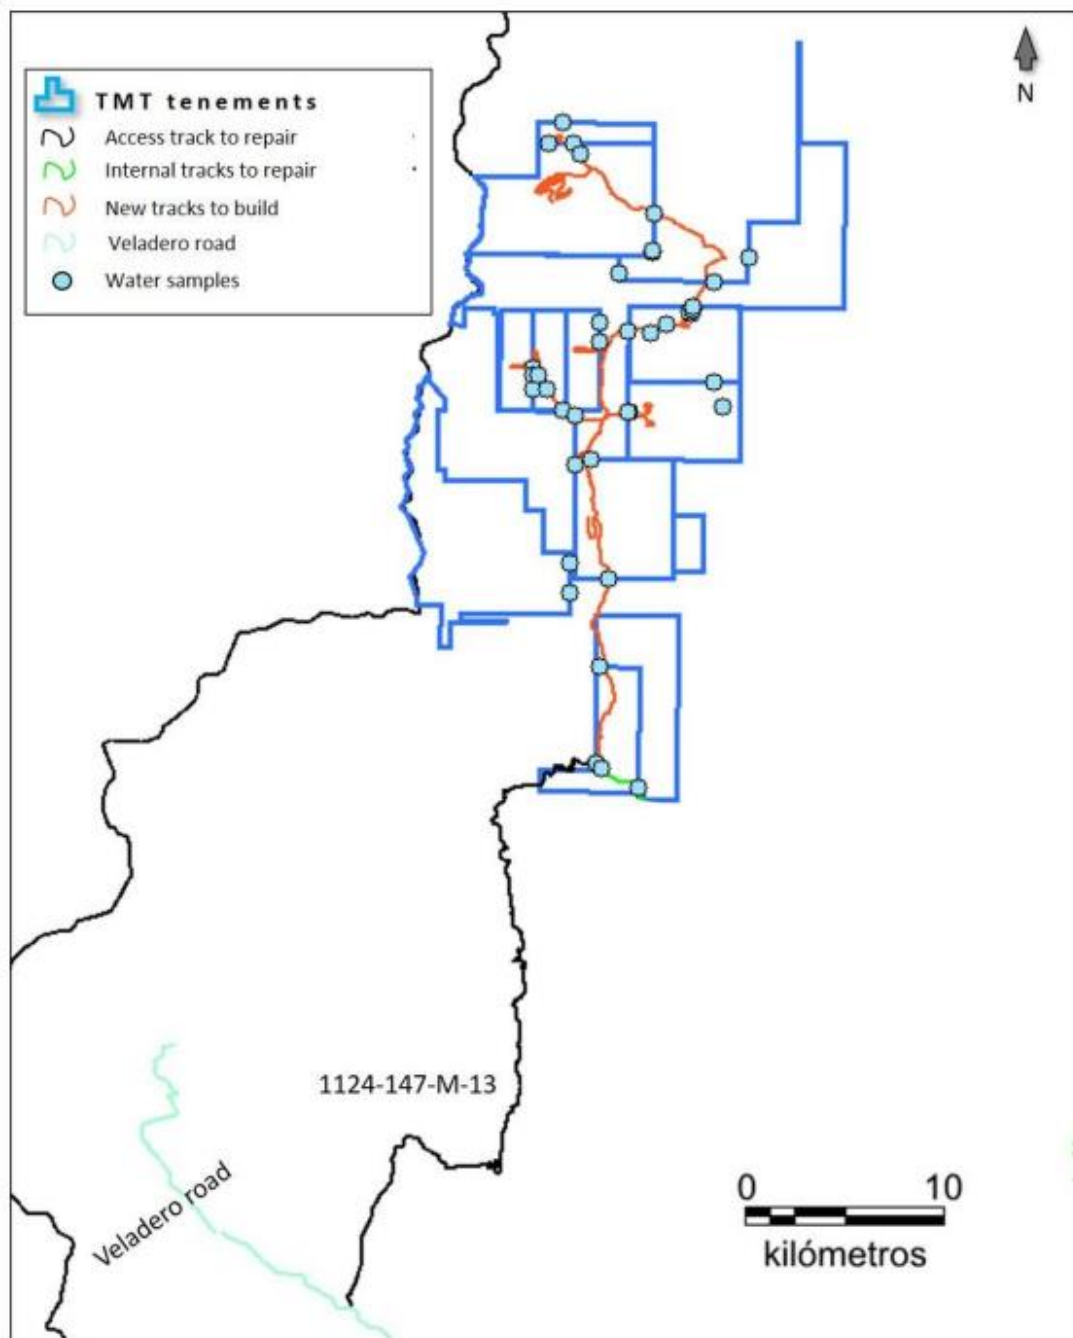 N
TMT tenements
Access track to repair
Internal tracks to repair
New tracks to build
Veladero road
Water samples
1124-147-M-13
Veladero road
0 10
kilómetros